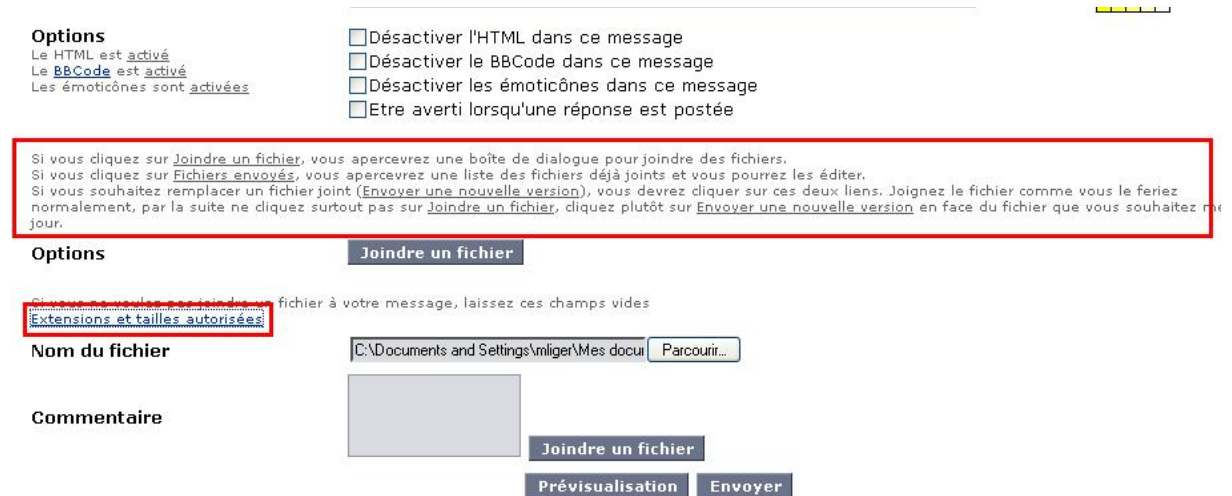 Options
Le HTML est activé
Le BBCode est activé
Les émoticônes sont activées
Désactiver l'HTML dans ce message
Désactiver le BBCode dans ce message
Désactiver les émoticônes dans ce message
Etre averti lorsqu'une réponse est postée
Si vous cliquez sur Joindre un fichier, vous apercevrez une boîte de dialogue pour joindre des fichiers.
Si vous cliquez sur Fichiers envoyés, vous apercevrez une liste des fichiers déjà joints et vous pourrez les éditer.
Si vous souhaitez remplacer un fichier joint (Envoyer une nouvelle version), vous devrez cliquer sur ces deux liens. Joignez le fichier comme vous le feriez
normalement, par la suite ne cliquez surtout pas sur Joindre un fichier, cliquez plutôt sur Envoyer une nouvelle version en face du fichier que vous souhaitez
jour.
Options
Joindre un fichier
Si vous ne voulez pas joindre un fichier à votre message, laissez ces champs vides
Extensions et tailles autorisées
Nom du fichier
C:\Documents and Settings\mliger\Mes docu Parcourir...
Commentaire
Joindre un fichier
Prévisualisation Envoyer